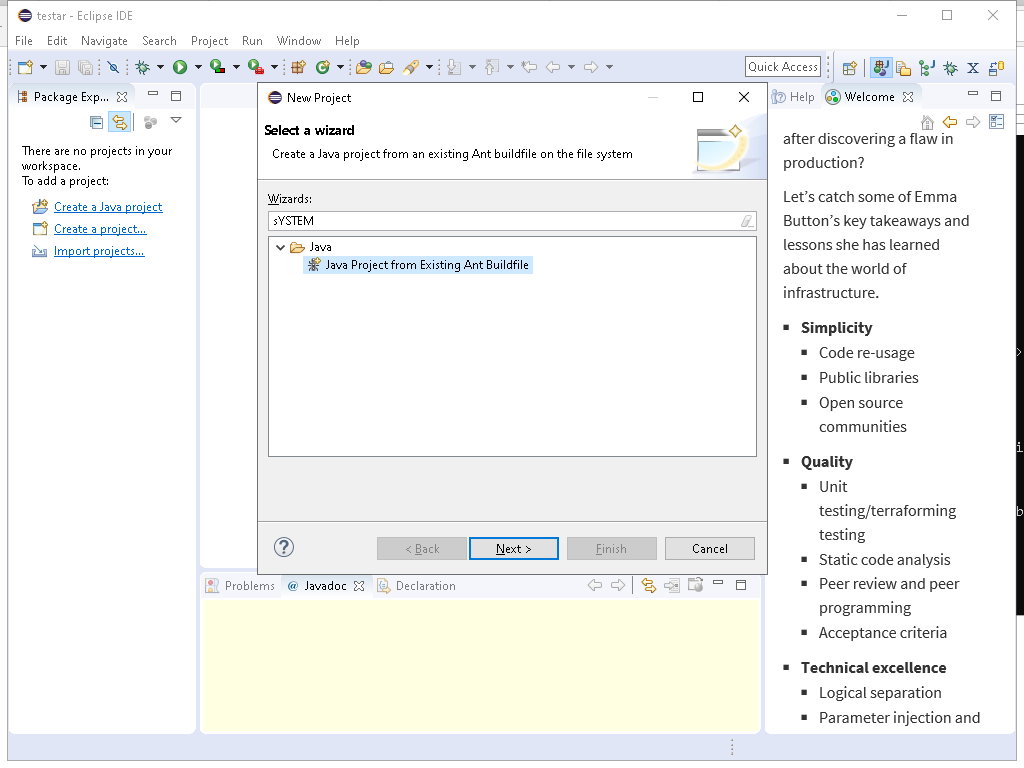 testar - Eclipse IDE
File Edit Navigate Search Project Run Window Help
Quick Access
Package Exp...
There are no projects in your
workspace.
To add a project:
Create a Java project
Create a project...
Import projects...
New Project
Select a wizard
Create a Java project from an existing Ant buildfile on the file system
Wizards:
sYSTEM
Java
Java Project from Existing Ant Buildfile
< Back
Next >
Finish
Cancel
Problems @ Javadoc Declaration
Help Welcome
after discovering a flaw in
production?
Let’s catch some of Emma
Button’s key takeaways and
lessons she has learned
about the world of
infrastructure.
Simplicity
Code re-usage
Public libraries
Open source
communities
Quality
Unit
testing/terraforming
testing
Static code analysis
Peer review and peer
programming
Acceptance criteria
Technical excellence
Logical separation
Parameter injection and